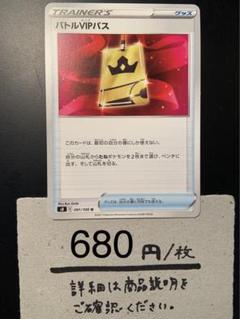 TRAINER'S
グッズ
バトルVIPパス
このカードは、最初の自分の番にしか使えない。
自分の山札からたねポケモンを2枚まで選び、ベンチに
出す。そして山札を切る。
680円/枚
詳細は商品説明を
ご確認ください。